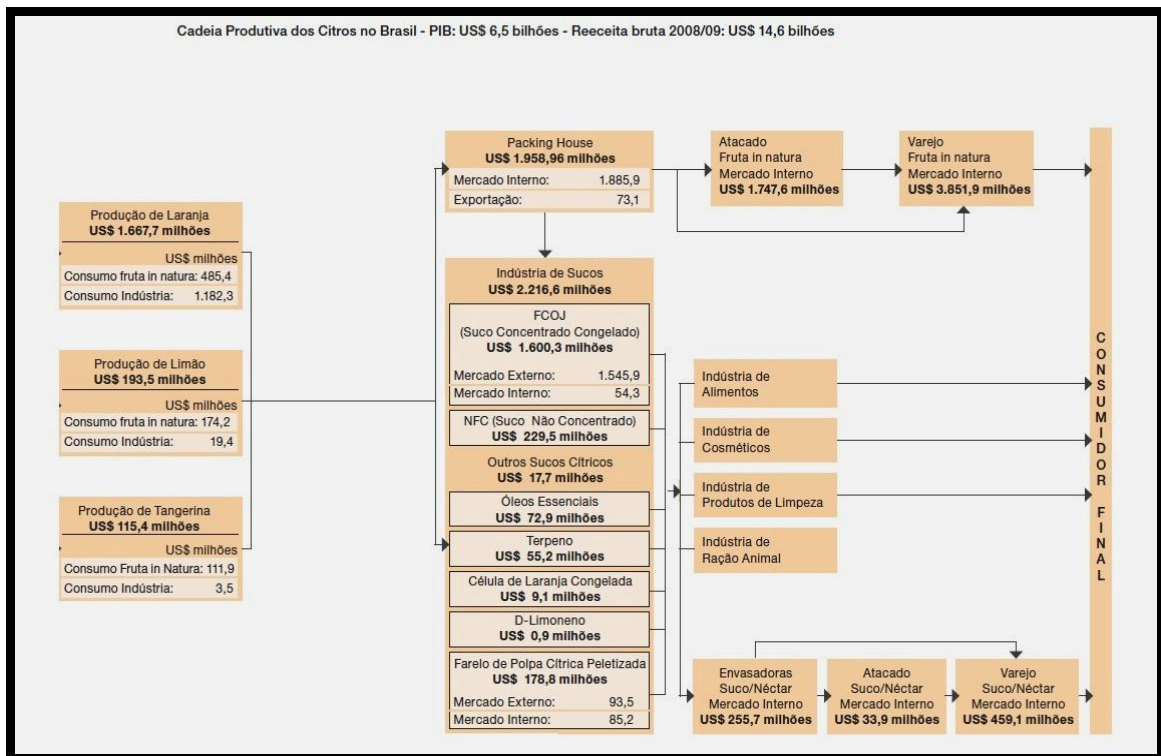 Cadeia Produtiva dos Citros no Brasil - PIB: US$ 6,5 bilhões - Reeceita bruta 2008/09: US$ 14,6 bilhões
Produção de Laranja
US$ 1.667,7 milhões
US$ milhões
Consumo fruta in natura: 485,4
Consumo Indústria: 1.182,3
Produção de Limão
US$ 193,5 milhões
US$ milhões
Consumo fruta in natura: 174,2
Consumo Indústria: 19,4
Produção de Tangerina
US$ 115,4 milhões
US$ milhões
Consumo Fruta in Natura: 111,9
Consumo Indústria: 3,5
Packing House
US$ 1.958,96 milhões
Mercado Interno: 1.885,9
Exportação: 73,1
Indústria de Sucos
US$ 2.216,6 milhões
FCOJ
(Suco Concentrado Congelado)
US$ 1.600,3 milhões
Mercado Externo: 1.545,9
Mercado Interno: 54,3
NFC (Suco Não Concentrado)
US$ 229,5 milhões
Outros Sucos Cítricos
US$ 17,7 milhões
Óleos Essenciais
US$ 72,9 milhões
Terpeno
US$ 55,2 milhões
Célula de Laranja Congelada
US$ 9,1 milhões
D-Limoneno
US$ 0,9 milhões
Farelo de Polpa Cítrica Peletizada
US$ 178,8 milhões
Mercado Externo: 93,5
Mercado Interno: 85,2
Atacado
Fruta in natura
Mercado Interno
US$ 1.747,6 milhões
Varejo
Fruta in natura
Mercado Interno
US$ 3.851,9 milhões
Indústria de
Alimentos
Indústria de
Cosméticos
Indústria de
Produtos de Limpeza
Indústria de
Ração Animal
Envasadoras
Suco/Néctar
Mercado Interno
US$ 255,7 milhões
Atacado
Suco/Néctar
Mercado Interno
US$ 33,9 milhões
Varejo
Suco/Néctar
Mercado Interno
US$ 459,1 milhões
CONSUMIDOR FINAL